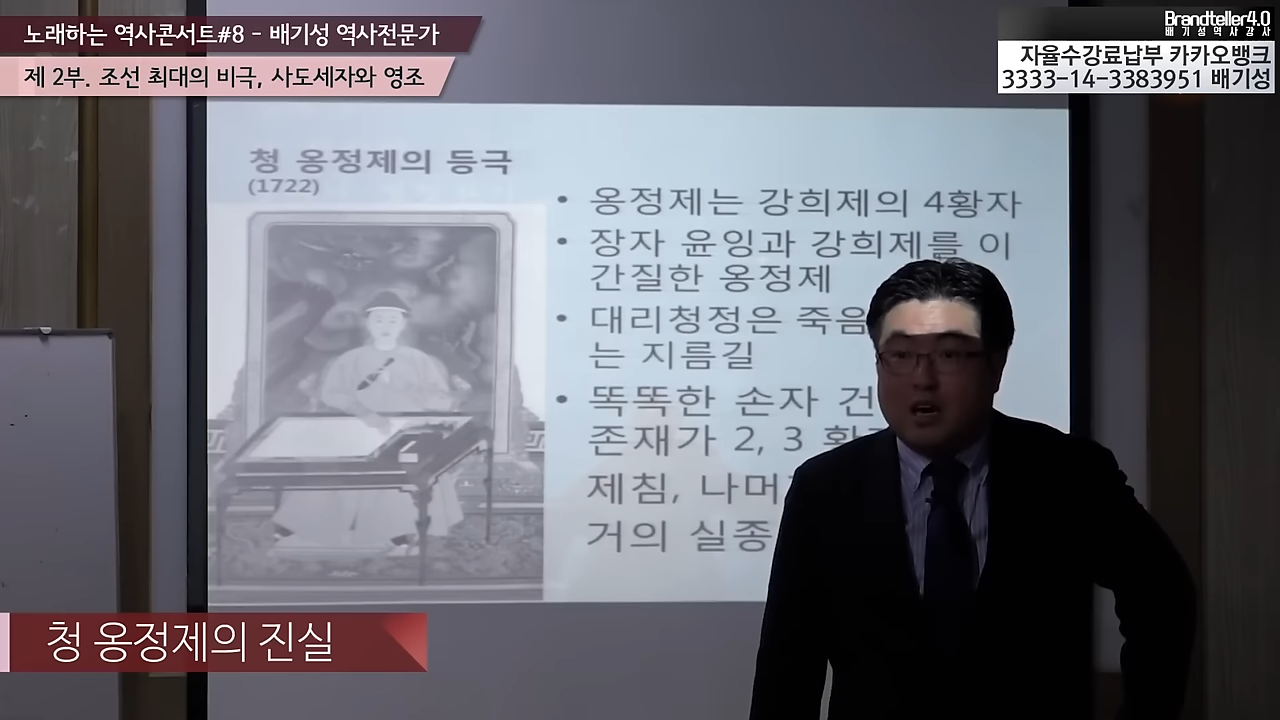 노래하는 역사콘서트#8 - 배기성 역사전문가
제 2부. 조선 최대의 비극, 사도세자와 영조
Brandteller4.0
배기성역사강사
자율수강료납부 카카오뱅크
3333-14-3383951 배기성
청 옹정제의 등극
(1722)
• 옹정제는 강희제의 4황자
• 장자 윤잉과 강희제를 이
간질한 옹정제
• 대리청정은 죽음
는 지름길
• 똑똑한 손자 건
존재가 2, 3
제침, 나머
거의 실종
청 옹정제의 진실